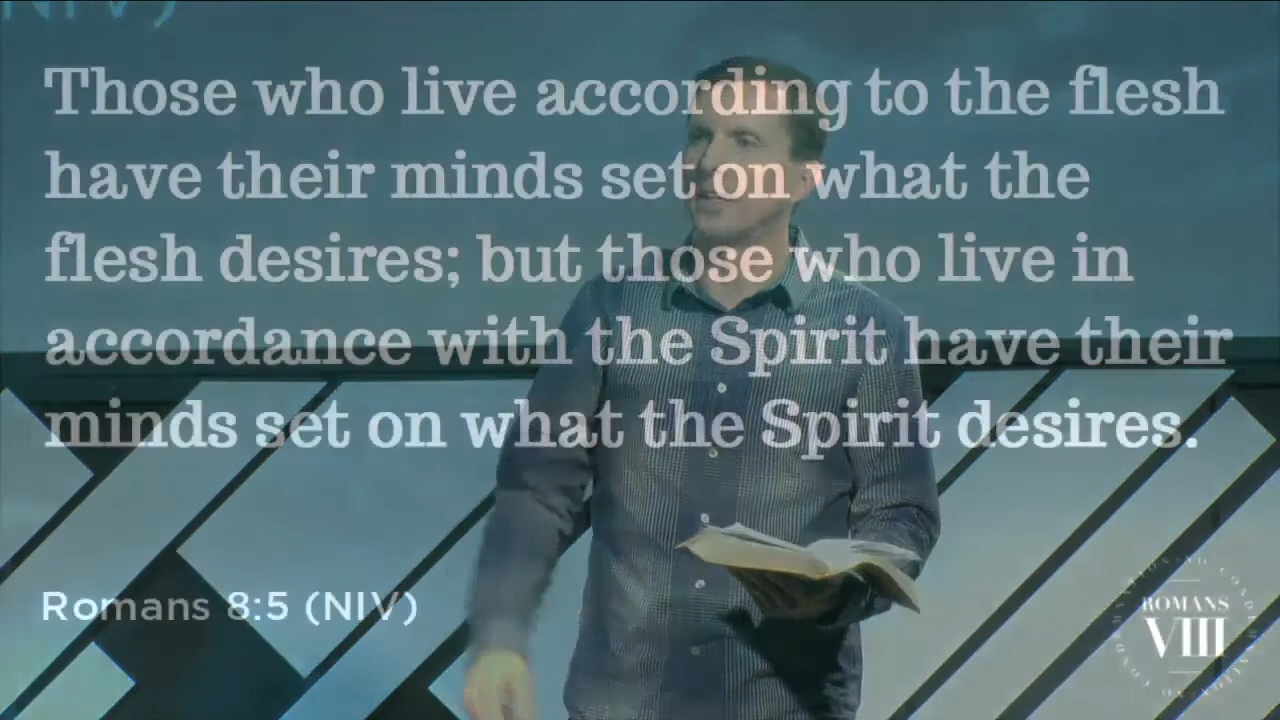 NIV)
Those who live according to the flesh
have their minds set on what the
flesh desires; but those who live in
accordance with the Spirit have their
minds set on what the Spirit desires.
Romans 8:5 (NIV)
ROMANS
VIII